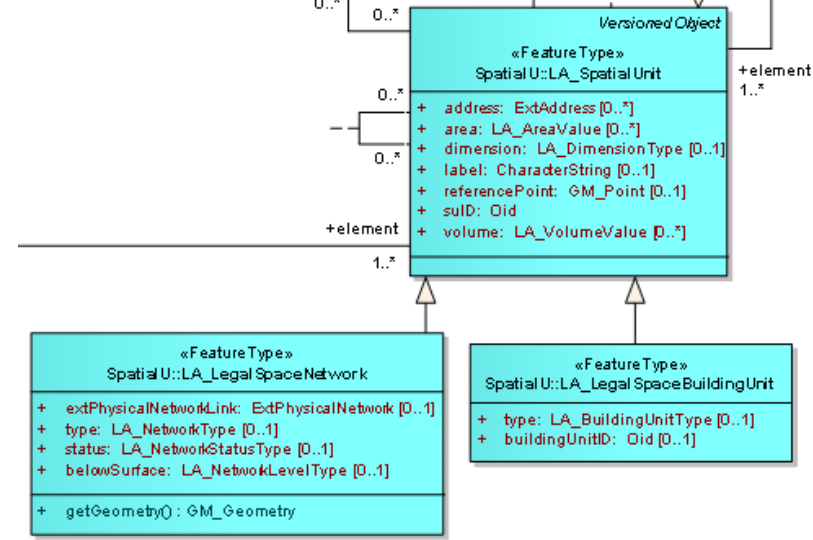 0..*
0..*
VersionedObject
«FeatureType»
SpatialU::LA_SpatialUnit
+element
1..*
0..*
0..*
+ address: ExtAddress [0..*]
+ area: LA_AreaValue [0..*]
+ dimension: LA_DimensionType [0..1]
+ label: CharacterString [0..1]
+ referencePoint: GM_Point [0..1]
+ suID: Oid
+ volume: LA_VolumeValue [0..*]
+element
1..*
«FeatureType»
SpatialU::LA_LegalSpaceNetwork
+ extPhysicalNetworkLink: ExtPhysicalNetwork [0..1]
+ type: LA_NetworkType [0..1]
+ status: LA_NetworkStatusType [0..1]
+ belowSurface: LA_NetworkLevelType [0..1]
+ getGeometry() : GM_Geometry
«FeatureType»
SpatialU::LA_LegalSpaceBuildingUnit
+ type: LA_BuildingUnitType [0..1]
+ buildingUnitID: Oid [0..1]